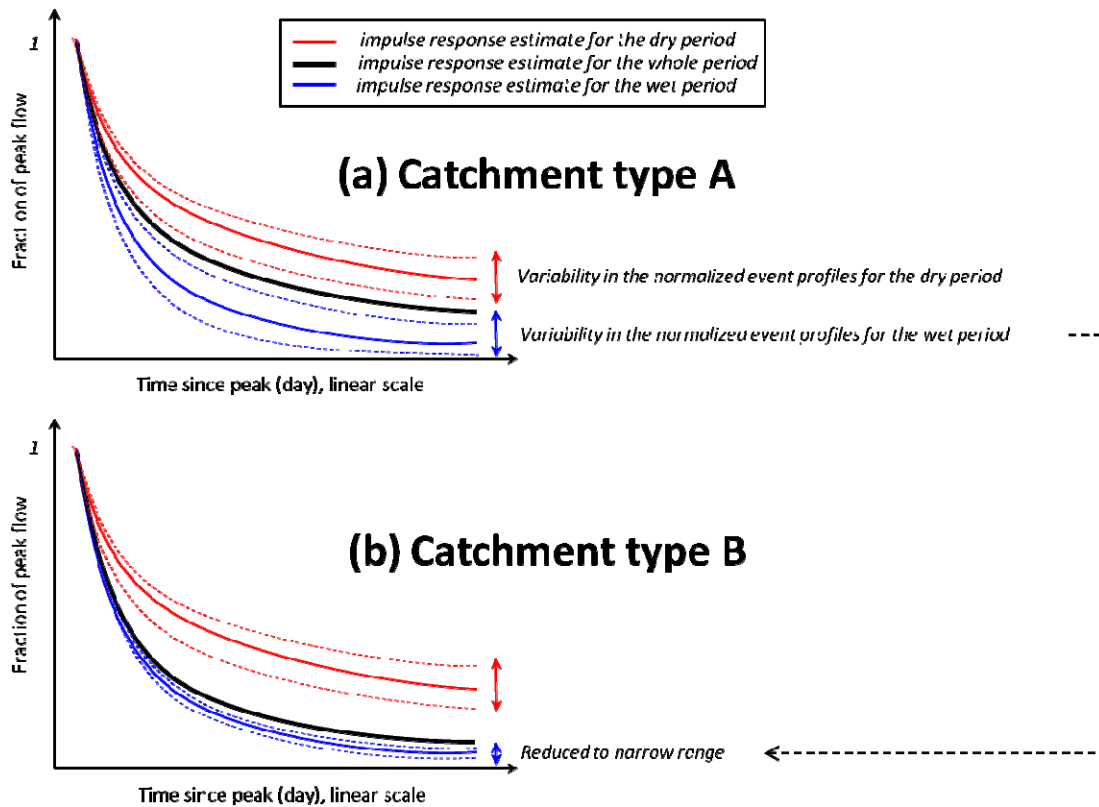 1
impulse response estimate for the dry period
impulse response estimate for the whole period
impulse response estimate for the wet period
(a) Catchment type A
Fraction of peak flow
Variability in the normalized event profiles for the dry period
Variability in the normalized event profiles for the wet period
Time since peak (day), linear scale
1
(b) Catchment type B
Fraction of peak flow
Reduced to narrow range
Time since peak (day), linear scale